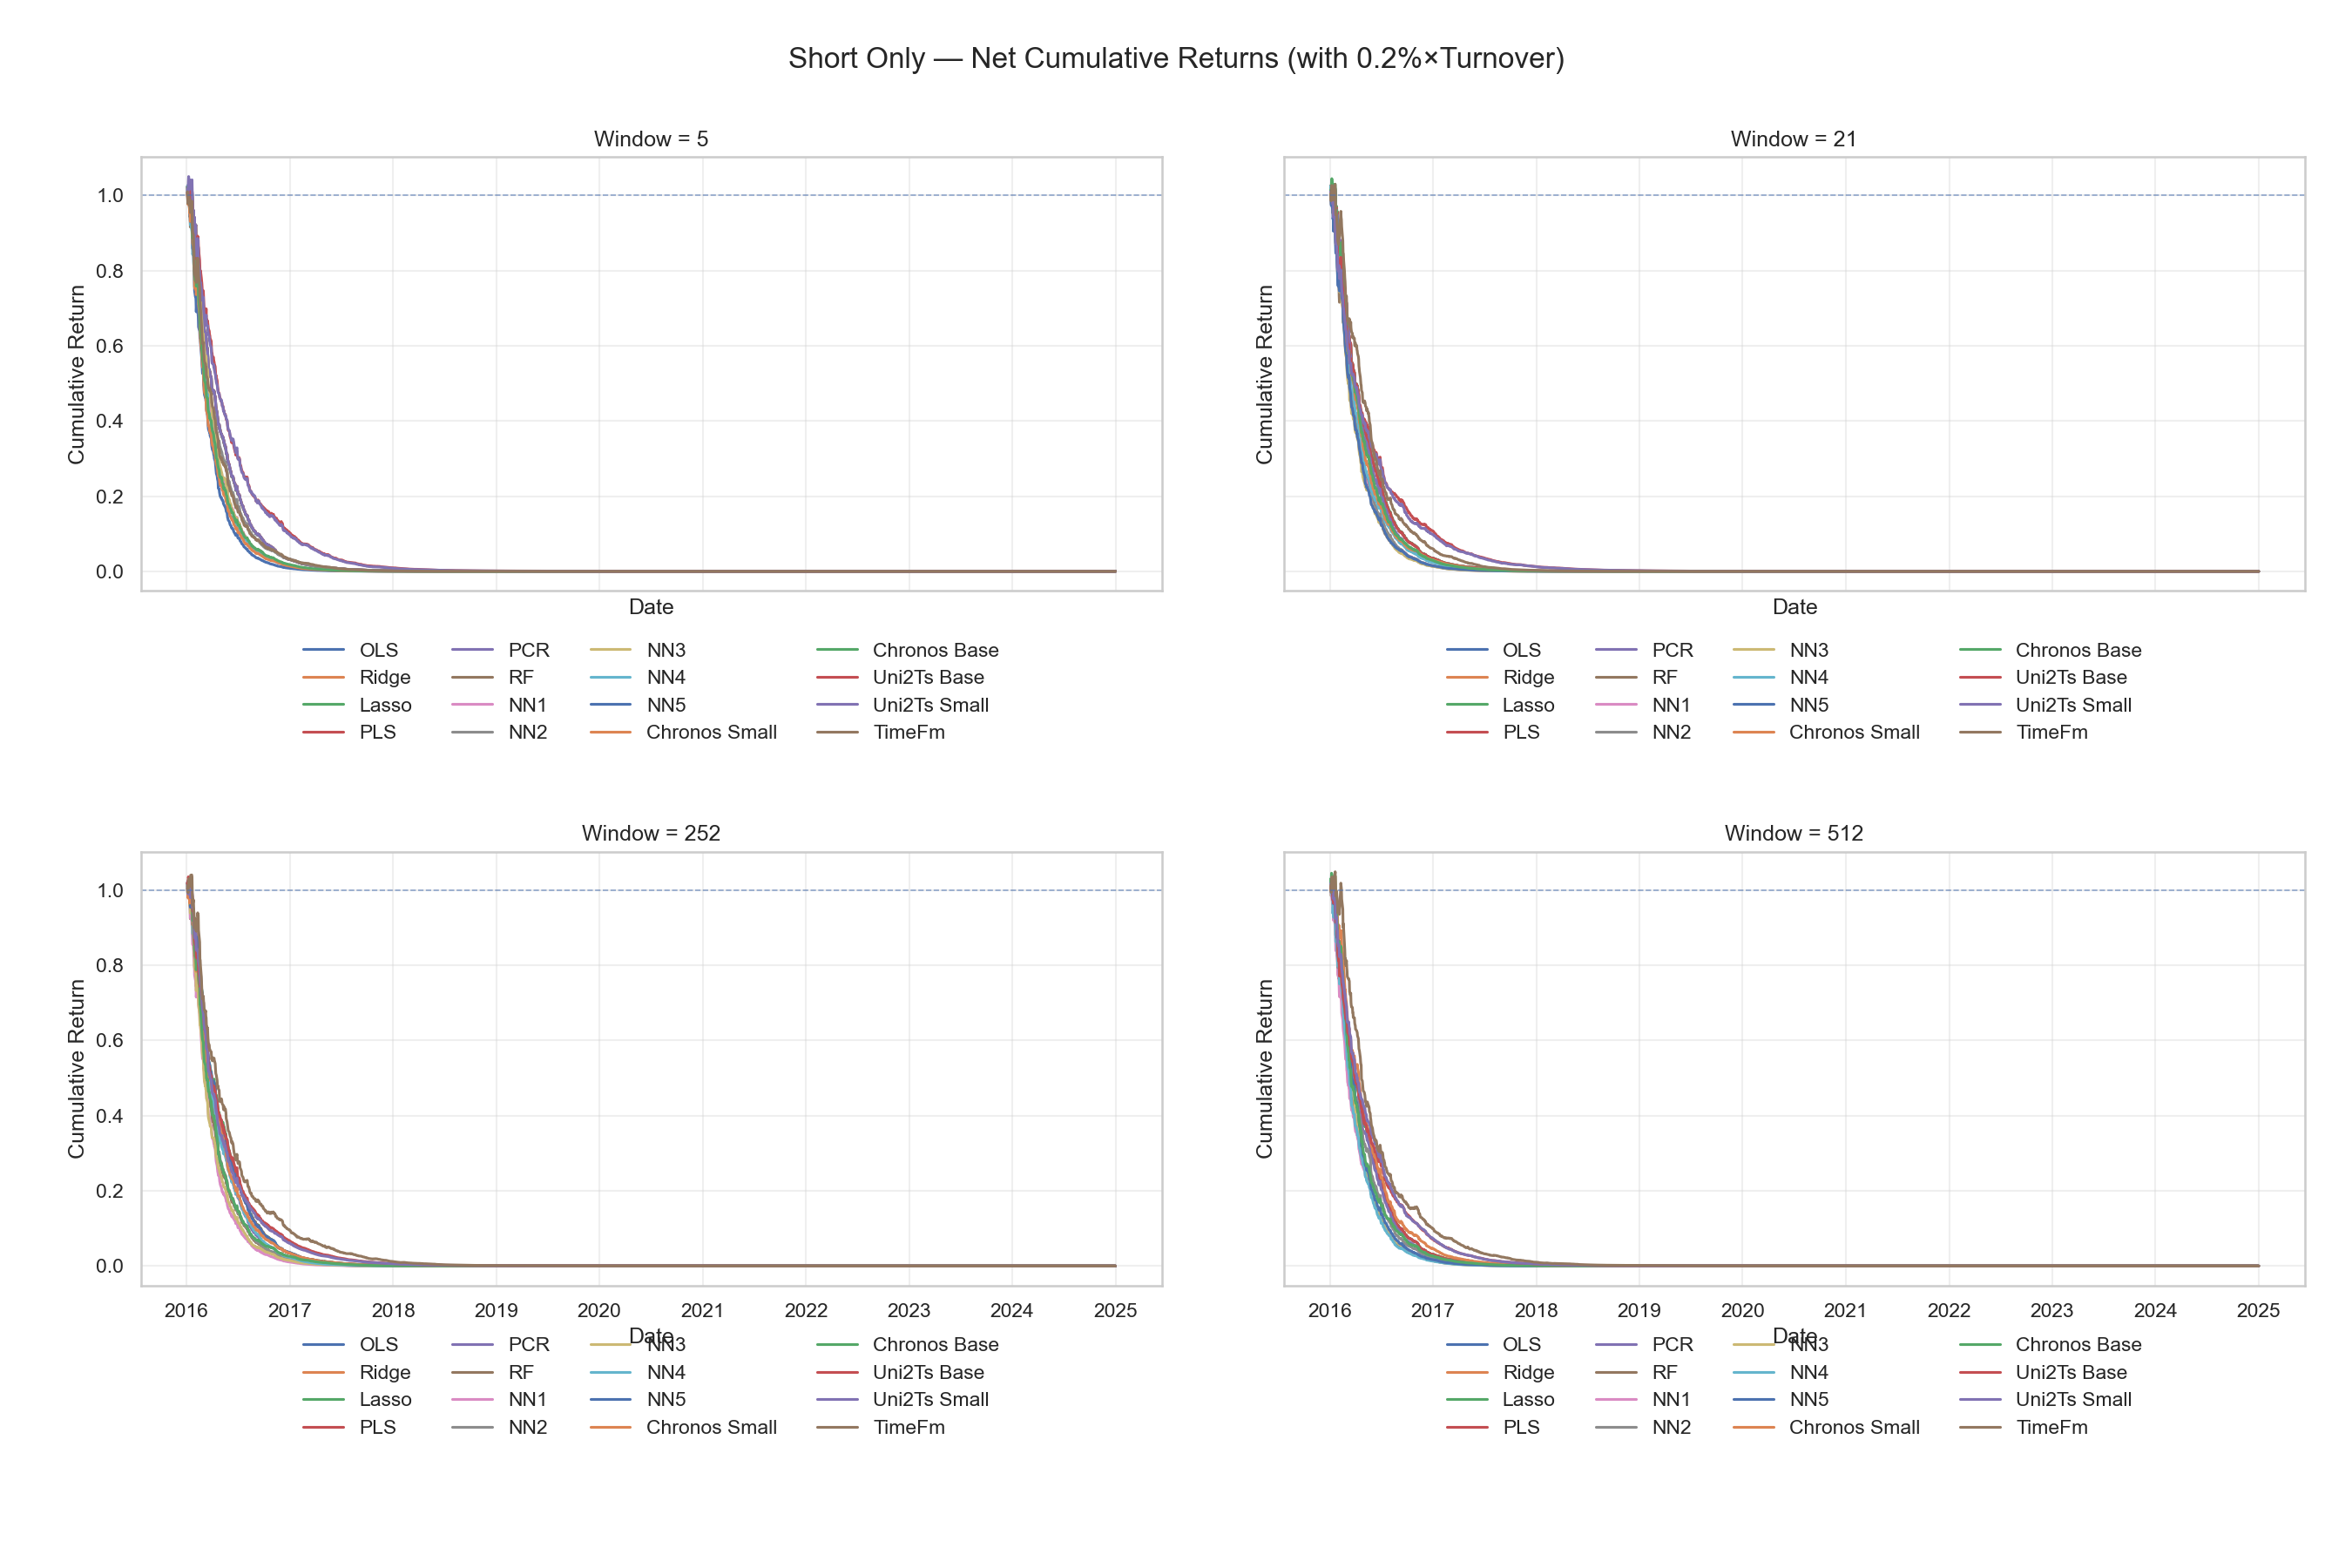 Short Only — Net Cumulative Returns (with 0.2%×Turnover)
Window = 5
1.0
0.8
0.6
0.4
0.2
0.0
Cumulative Return
Date
OLS PCR NN3 Chronos Base
Ridge RF NN4 Uni2Ts Base
Lasso NN1 NN5 Uni2Ts Small
PLS NN2 Chronos Small TimeFm
Window = 21
Cumulative Return
Date
OLS PCR NN3 Chronos Base
Ridge RF NN4 Uni2Ts Base
Lasso NN1 NN5 Uni2Ts Small
PLS NN2 Chronos Small TimeFm
Window = 252
1.0
0.8
0.6
0.4
0.2
0.0
Cumulative Return
2016 2017 2018 2019 2020 2021 2022 2023 2024 2025
Date
OLS PCR NN3 Chronos Base
Ridge RF NN4 Uni2Ts Base
Lasso NN1 NN5 Uni2Ts Small
PLS NN2 Chronos Small TimeFm
Window = 512
Cumulative Return
2016 2017 2018 2019 2020 2021 2022 2023 2024 2025
Date
OLS PCR NN3 Chronos Base
Ridge RF NN4 Uni2Ts Base
Lasso NN1 NN5 Uni2Ts Small
PLS NN2 Chronos Small TimeFm